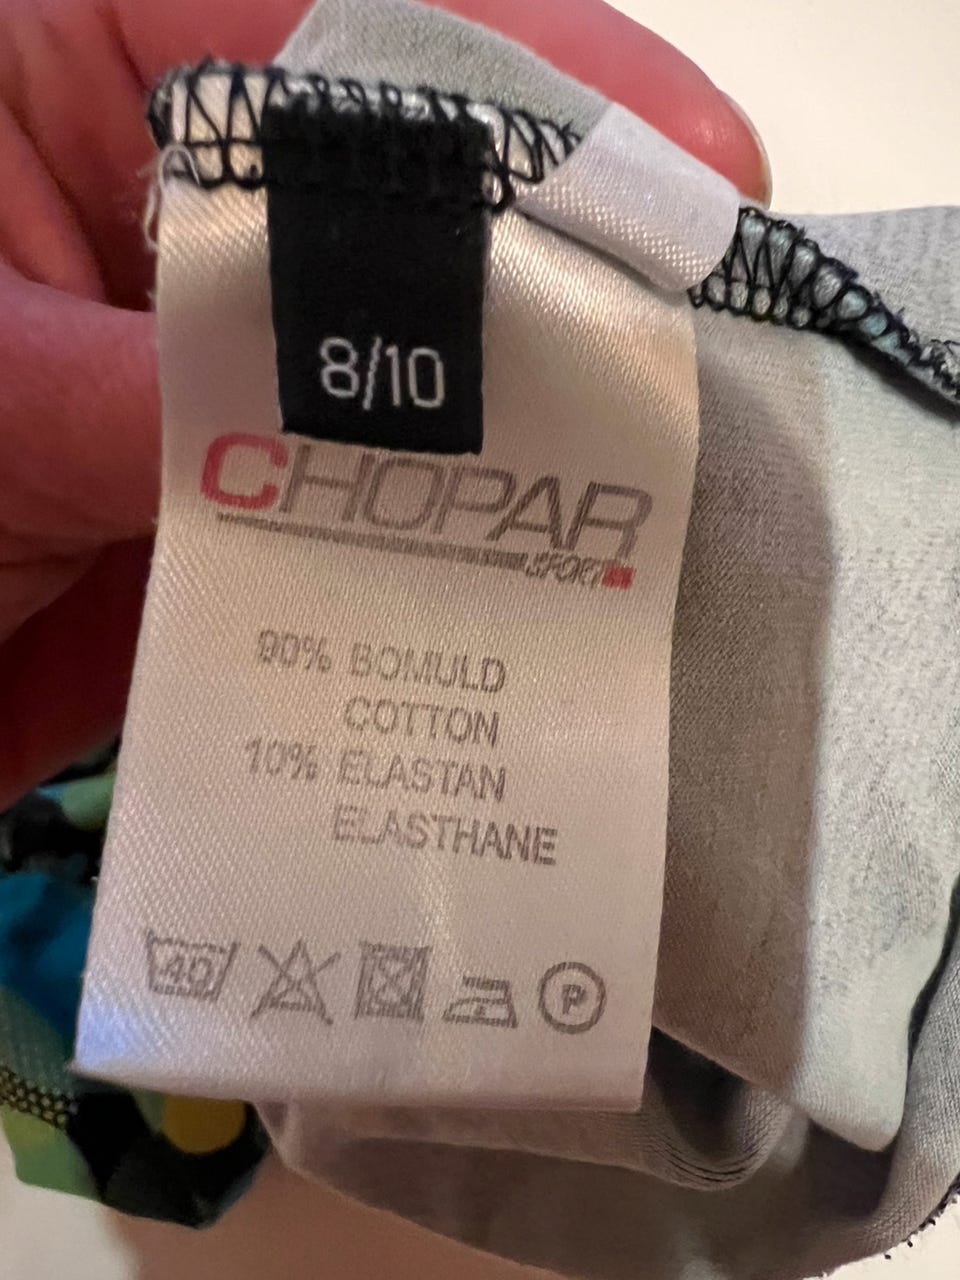 8/10
CHOPAR
SPORT
90% BOMULD
COTTON
10% ELASTAN
ELASTHANE
40
P